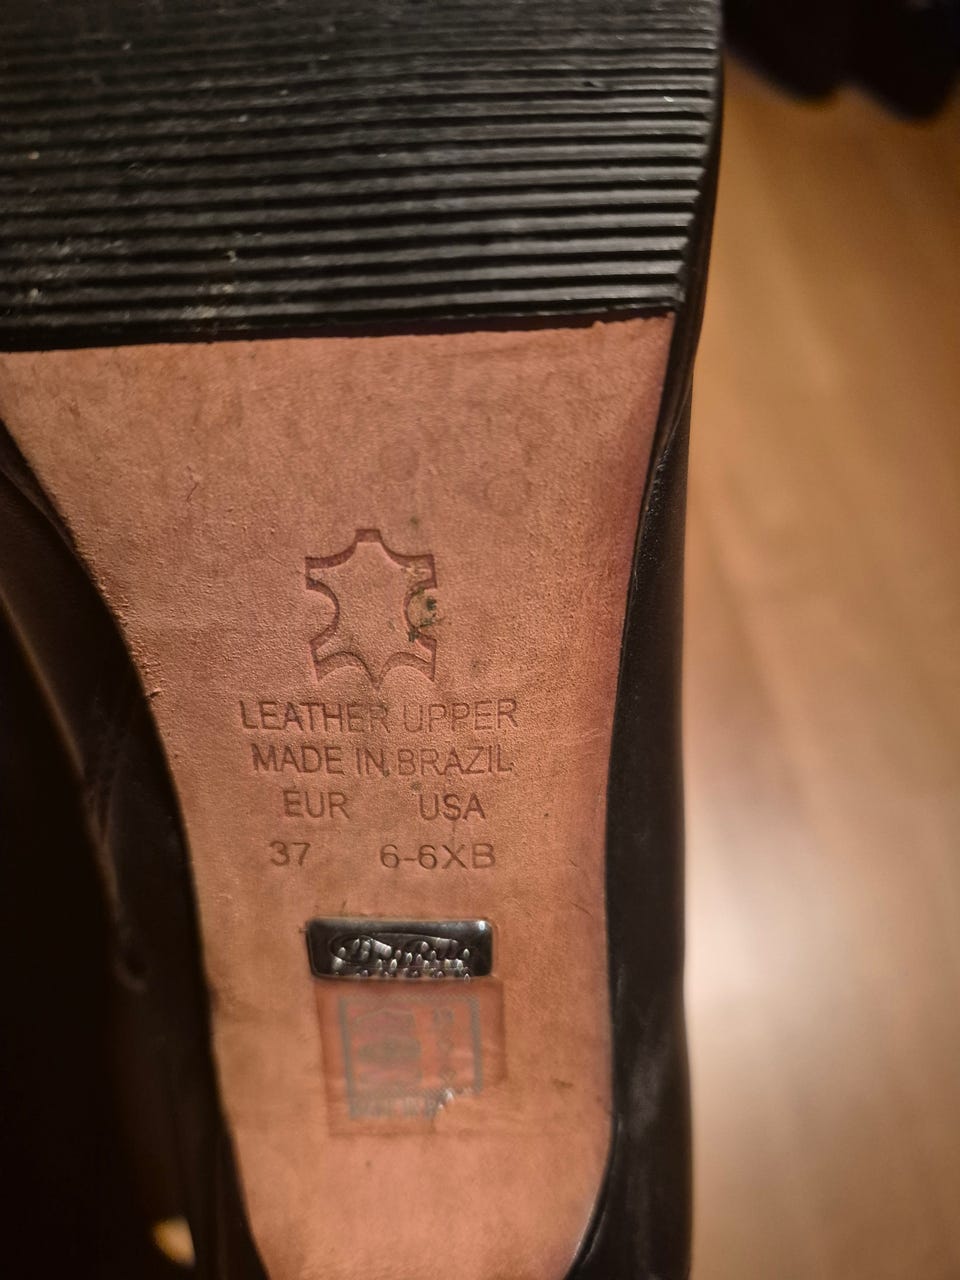 LEATHER UPPER
MADE IN BRAZIL
EUR USA
37 6-6XB